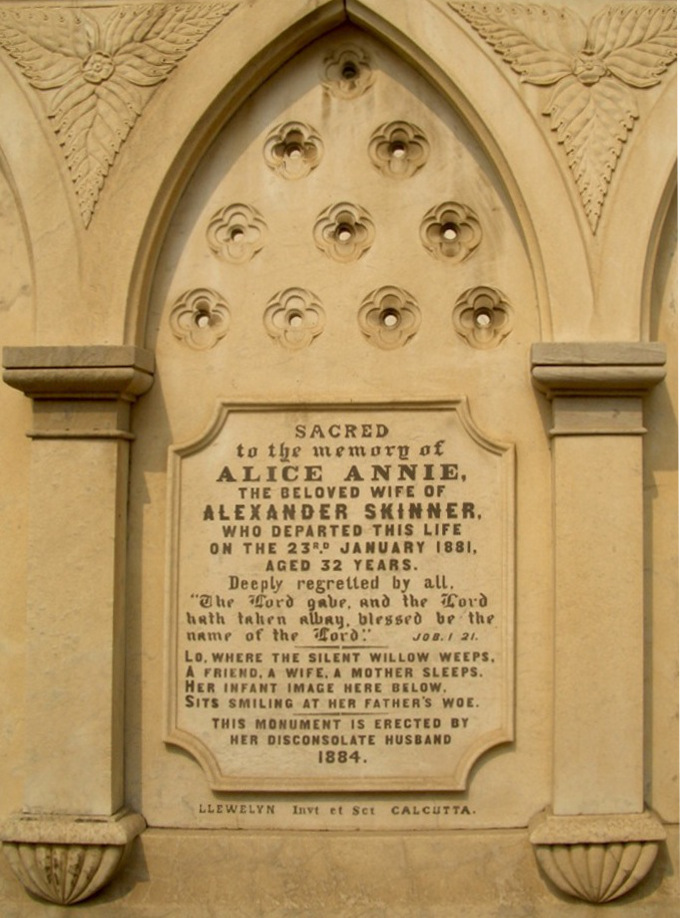 SACRED
to the memory of
ALICE ANNIE,
THE BELOVED WIFE OF
ALEXANDER SKINNER,
WHO DEPARTED THIS LIFE
ON THE 23RD JANUARY 1881,
AGED 32 YEARS.
Deeply regretted by all.
"The Lord gave, and the Lord
hath taken away, blessed be the
name of the Lord." JOB. I 21.
LO, WHERE THE SILENT WILLOW WEEPS,
A FRIEND, A WIFE, A MOTHER SLEEPS.
HER INFANT IMAGE HERE BELOW,
SITS SMILING AT HER FATHER'S WOE.
THIS MONUMENT IS ERECTED BY
HER DISCONSOLATE HUSBAND
1884.
LLEWELYN Invt et Sct CALCUTTA.